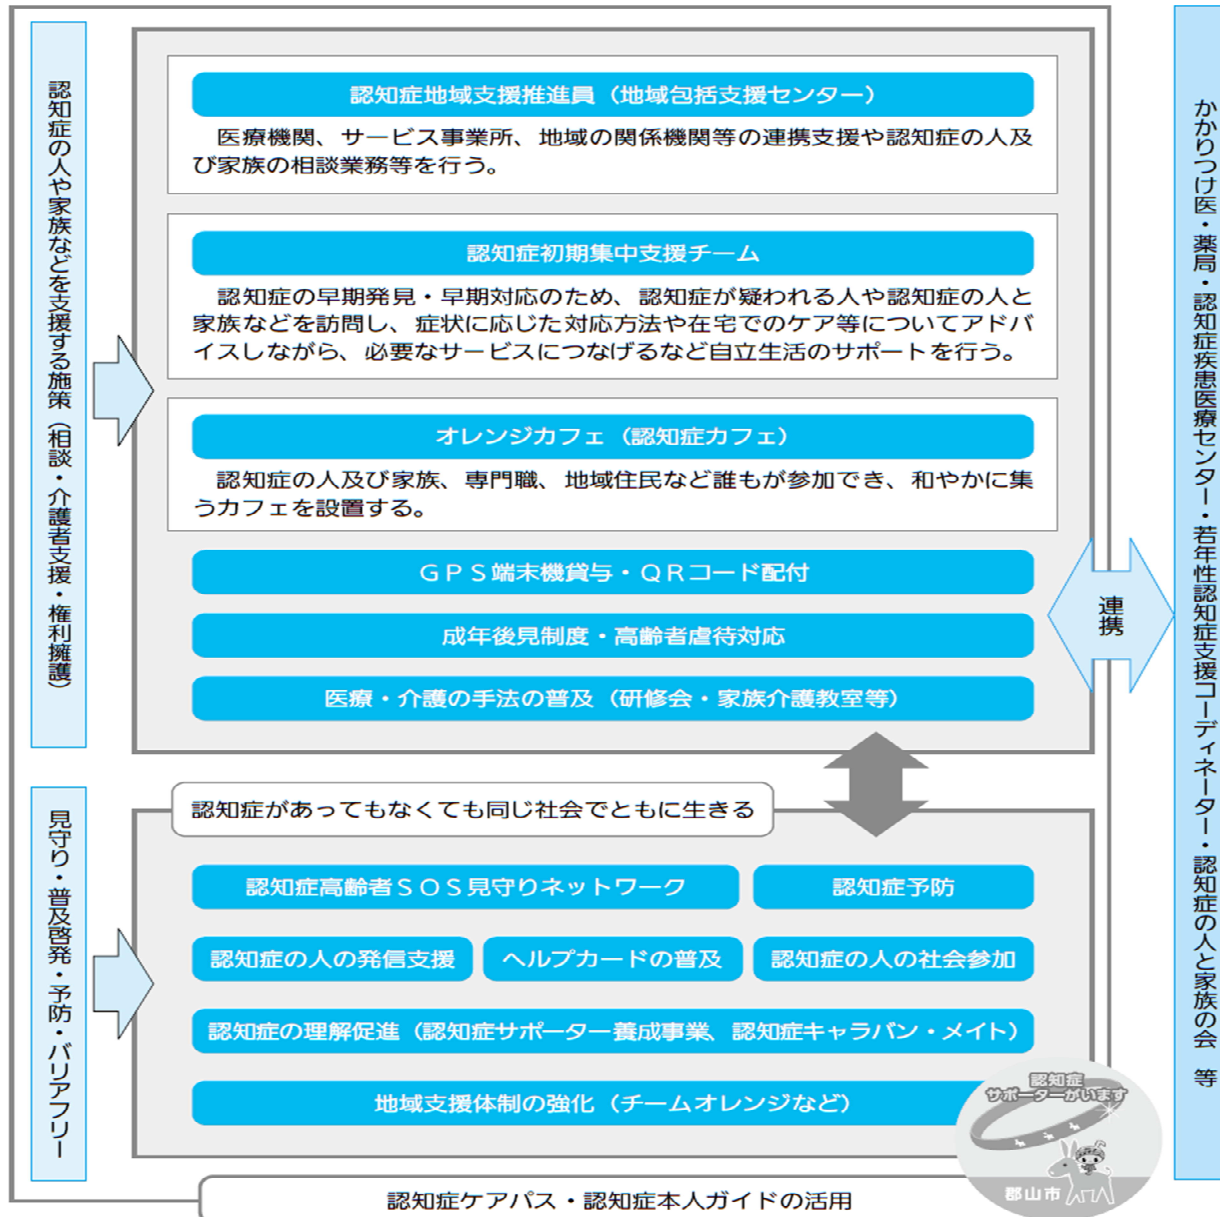 認知症の人や家族などを支援する施策（相談・介護者支援・権利擁護）
認知症地域支援推進員（地域包括支援センター）
医療機関、サービス事業所、地域の関係機関等の連携支援や認知症の人及
び家族の相談業務等を行う。
認知症初期集中支援チーム
認知症の早期発見・早期対応のため、認知症が疑われる人や認知症の人と
家族などを訪問し、症状に応じた対応方法や在宅でのケア等についてアドバ
イスしながら、必要なサービスにつなげるなど自立生活のサポートを行う。
オレンジカフェ（認知症カフェ）
認知症の人及び家族、専門職、地域住民など誰もが参加でき、和やかに集
うカフェを設置する。
ＧＰＳ端末機貸与・ＱＲコード配付
成年後見制度・高齢者虐待対応
医療・介護の手法の普及（研修会・家族介護教室等）
連携
かかりつけ医・薬局・認知症疾患医療センター・若年性認知症支援コーディネーター・認知症の人と家族の会　等
見守り・普及啓発・予防・バリアフリー
認知症があってもなくても同じ社会でともに生きる
認知症高齢者ＳＯＳ見守りネットワーク
認知症予防
認知症の人の発信支援
ヘルプカードの普及
認知症の人の社会参加
認知症の理解促進（認知症サポーター養成事業、認知症キャラバン・メイト）
地域支援体制の強化（チームオレンジなど）
認知症
サポーターがいます
郡山市
認知症ケアパス・認知症本人ガイドの活用